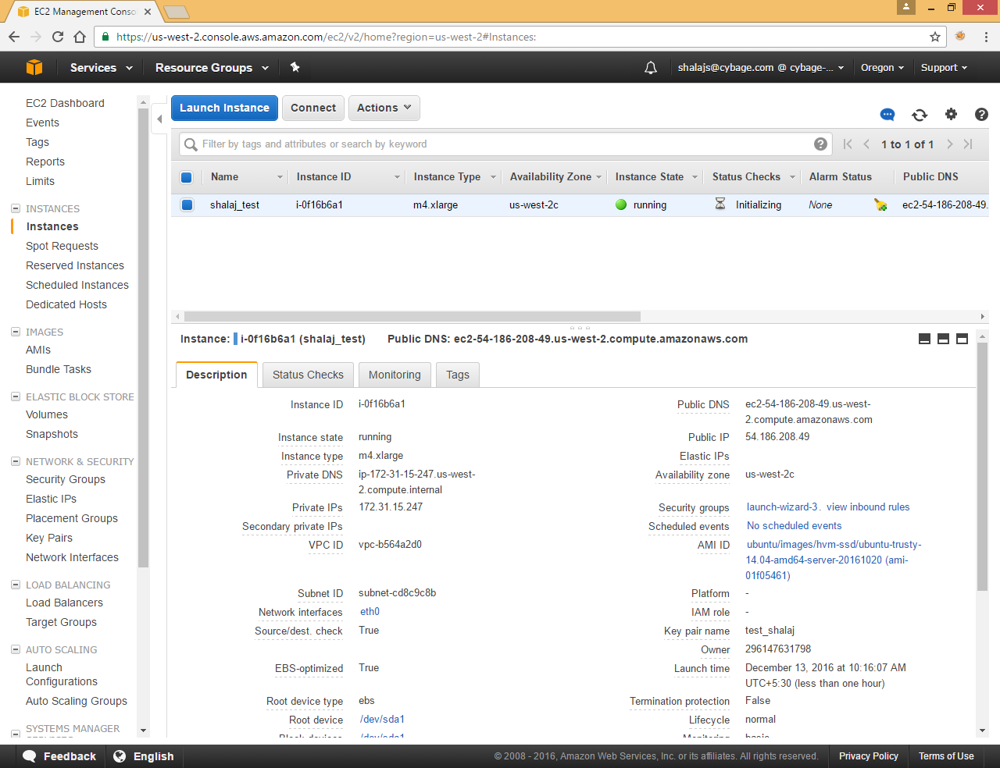 EC2 Management Conso
https://us-west-2.console.aws.amazon.com/ec2/v2/home?region=us-west-2#Instances:
Services
Resource Groups
shalajs@cybage.com @ cybage-...
Oregon
Support
EC2 Dashboard
Events
Tags
Reports
Limits
INSTANCES
Instances
Spot Requests
Reserved Instances
Scheduled Instances
Dedicated Hosts
IMAGES
AMIs
Bundle Tasks
ELASTIC BLOCK STORE
Volumes
Snapshots
NETWORK & SECURITY
Security Groups
Elastic IPs
Placement Groups
Key Pairs
Network Interfaces
LOAD BALANCING
Load Balancers
Target Groups
AUTO SCALING
Launch
Configurations
Auto Scaling Groups
SYSTEMS MANAGER
Launch Instance
Connect
Actions
Filter by tags and attributes or search by keyword
1 to 1 of 1
Name Instance ID Instance Type Availability Zone Instance State Status Checks Alarm Status Public DNS
shalaj_test i-0f16b6a1 m4.xlarge us-west-2c running Initializing None ec2-54-186-208-49.
Instance: i-0f16b6a1 (shalaj_test) Public DNS: ec2-54-186-208-49.us-west-2.compute.amazonaws.com
Description Status Checks Monitoring Tags
Instance ID i-0f16b6a1
Instance state running
Instance type m4.xlarge
Private DNS ip-172-31-15-247.us-west-
2.compute.internal
Private IPs 172.31.15.247
Secondary private IPs
VPC ID vpc-b564a2d0
Subnet ID subnet-cd8c9c8b
Network interfaces eth0
Source/dest. check True
EBS-optimized True
Root device type ebs
Root device /dev/sda1
Block devices /dev/sda1
Public DNS ec2-54-186-208-49.us-west-
2.compute.amazonaws.com
Public IP 54.186.208.49
Elastic IPs
Availability zone us-west-2c
Security groups launch-wizard-3. view inbound rules
Scheduled events No scheduled events
AMI ID ubuntu/images/hvm-ssd/ubuntu-trusty-
14.04-amd64-server-20161020 (ami-
01f05461)
Platform -
IAM role -
Key pair name test_shalaj
Owner 296147631798
Launch time December 13, 2016 at 10:16:07 AM
UTC+5:30 (less than one hour)
Termination protection False
Lifecycle normal
Monitoring basic
Feedback
English
© 2008 - 2016, Amazon Web Services, Inc. or its affiliates. All rights reserved.
Privacy Policy
Terms of Use